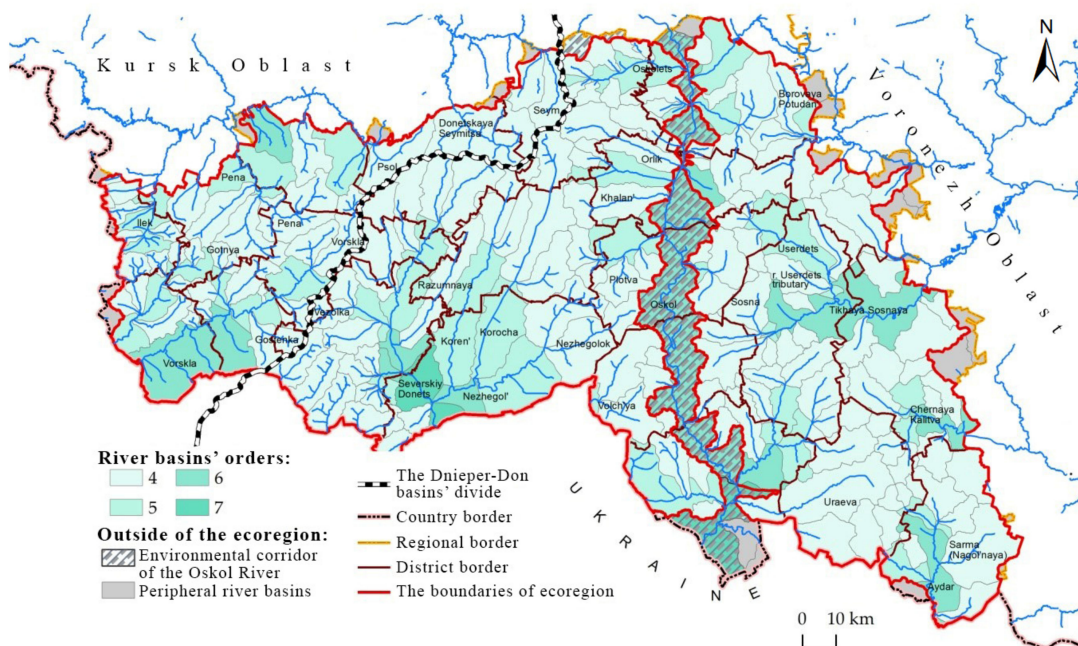 N
Kursk Oblast
Voronezh Oblast
Oskolets
Seym
Borovaya
Potudan'
Donetskaya
Seymitsa
Psol
Orlik
Pena
Khalan'
Ilek
Pena
Gotnya
Vorskla
Userdets
r. Userdets
tributary
Razumnaya
Plotva
Oskol
Sosna
Tikhaya Sosnaya
Vezelka
Korocha
Gostenka
Koren'
Nezhegolok
Vorskla
Severskiy
Donets
Nezhegol'
Volch'ya
Chernaya
Kalitva
Uraeva
Sarma
(Nagornaya)
Aydar
UKRAINE
River basins' orders:
4
6
5
7
Outside of the ecoregion:
Environmental corridor
of the Oskol River
Peripheral river basins
The Dnieper-Don
basins' divide
Country border
Regional border
District border
The boundaries of ecoregion
0 10 km